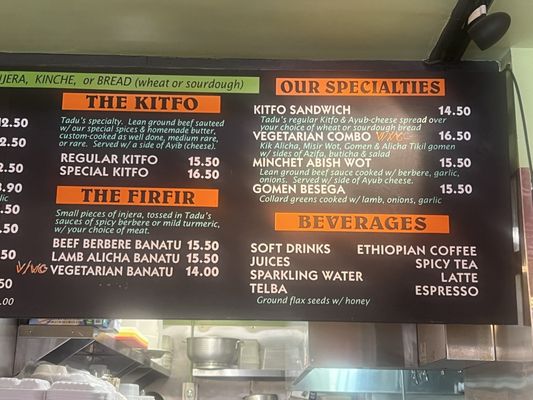 INJERA, KINCHE, or BREAD (wheat or sourdough)
12.50
2.50
2.50
3.90
.50
.50
.50
.00
THE KITFO
Tadu's specialty. Lean ground beef sauteed
w/ our special spices & homemade butter,
custom-cooked as well done, medium rare,
or rare. Served w/ a side of Ayib (cheese).
REGULAR KITFO 15.50
SPECIAL KITFO 16.50
THE FIRFIR
Small pieces of injera, tossed in Tadu's
sauces of spicy berbere or mild turmeric,
w/ your choice of meat.
BEEF BERBERE BANATU 15.50
LAMB ALICHA BANATU 15.50
V/VG VEGETARIAN BANATU 14.00
OUR SPECIALTIES
KITFO SANDWICH 14.50
Tadu's regular Kitfo & Ayub-cheese spread over
your choice of wheat or sourdough bread
VEGETARIAN COMBO V/VG 16.50
Kik Alicha, Misir Wot, Gomen & Alicha Tikil gomen
w/ sides of Azifa, buticha & salad
MINCHET ABISH WOT 15.50
Lean ground beef sauce cooked w/ berbere, garlic,
onions. Served w/ side of Ayub cheese.
GOMEN BESEGA 15.50
Collard greens cooked w/ lamb, onions, garlic
BEVERAGES
SOFT DRINKS
JUICES
SPARKLING WATER
TELBA
Ground flax seeds w/ honey
ETHIOPIAN COFFEE
SPICY TEA
LATTE
ESPRESSO